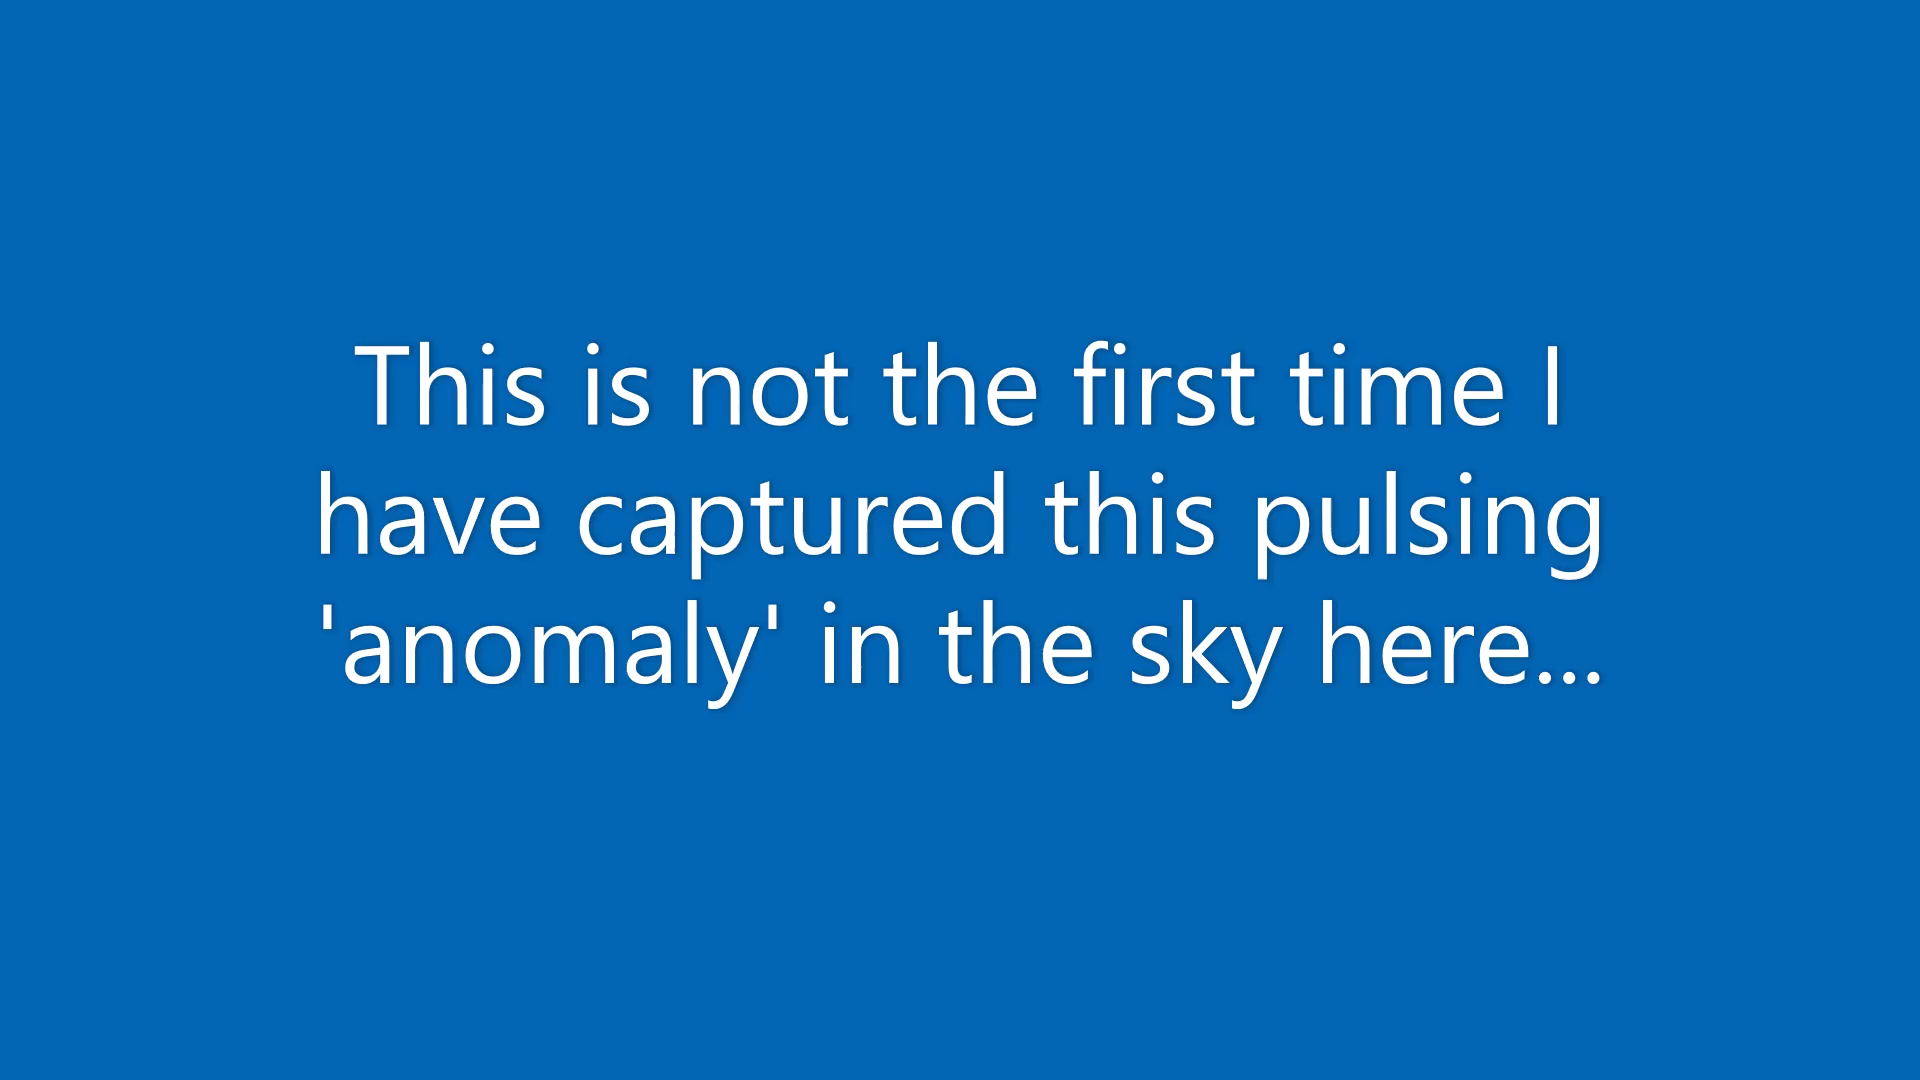 This is not the first time I
have captured this pulsing
'anomaly' in the sky here...